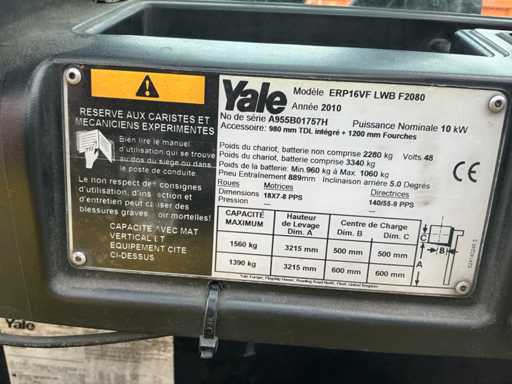 RESERVE AUX CARISTES ET
MECANICIENS EXPERIMENTES
Bien lire le manuel
d'utilisation qui se trouve
au dos du siège ou dans
le poste de conduite.
Le non respect des consignes
d'utilisation, d'instruction et
d'entretien peut causer des
blessures graves voir mortelles!
CAPACITE AVEC MAT
VERTICAL ET
EQUIPEMENT CITE
CI-DESSUS
Yale
Modèle ERP16VF LWB F2080
Année 2010
No de série A955B01757H Puissance Nominale 10 kW
Accessoire: 980 mm TDL intégré + 1200 mm Fourches
Poids du chariot, batterie non comprise 2280 kg Volts 48
Poids du chariot, batterie comprise 3340 kg
Poids de la batterie: Min 960 kg à Max 1060 kg
Pneu Entraînement 889mm Inclinaison arrière 5.0 Degrés
Roues Motrices Directrices
Dimensions 18X7-8 PPS 140/55-9 PPS
Pression — —
CAPACITÉ MAXIMUM Hauteur de Levage Dim. A Centre de Charge Dim. B Dim. C
1560 kg 3215 mm 500 mm 500 mm
1390 kg 3215 mm 600 mm 600 mm
CE
C
B
A
Yale